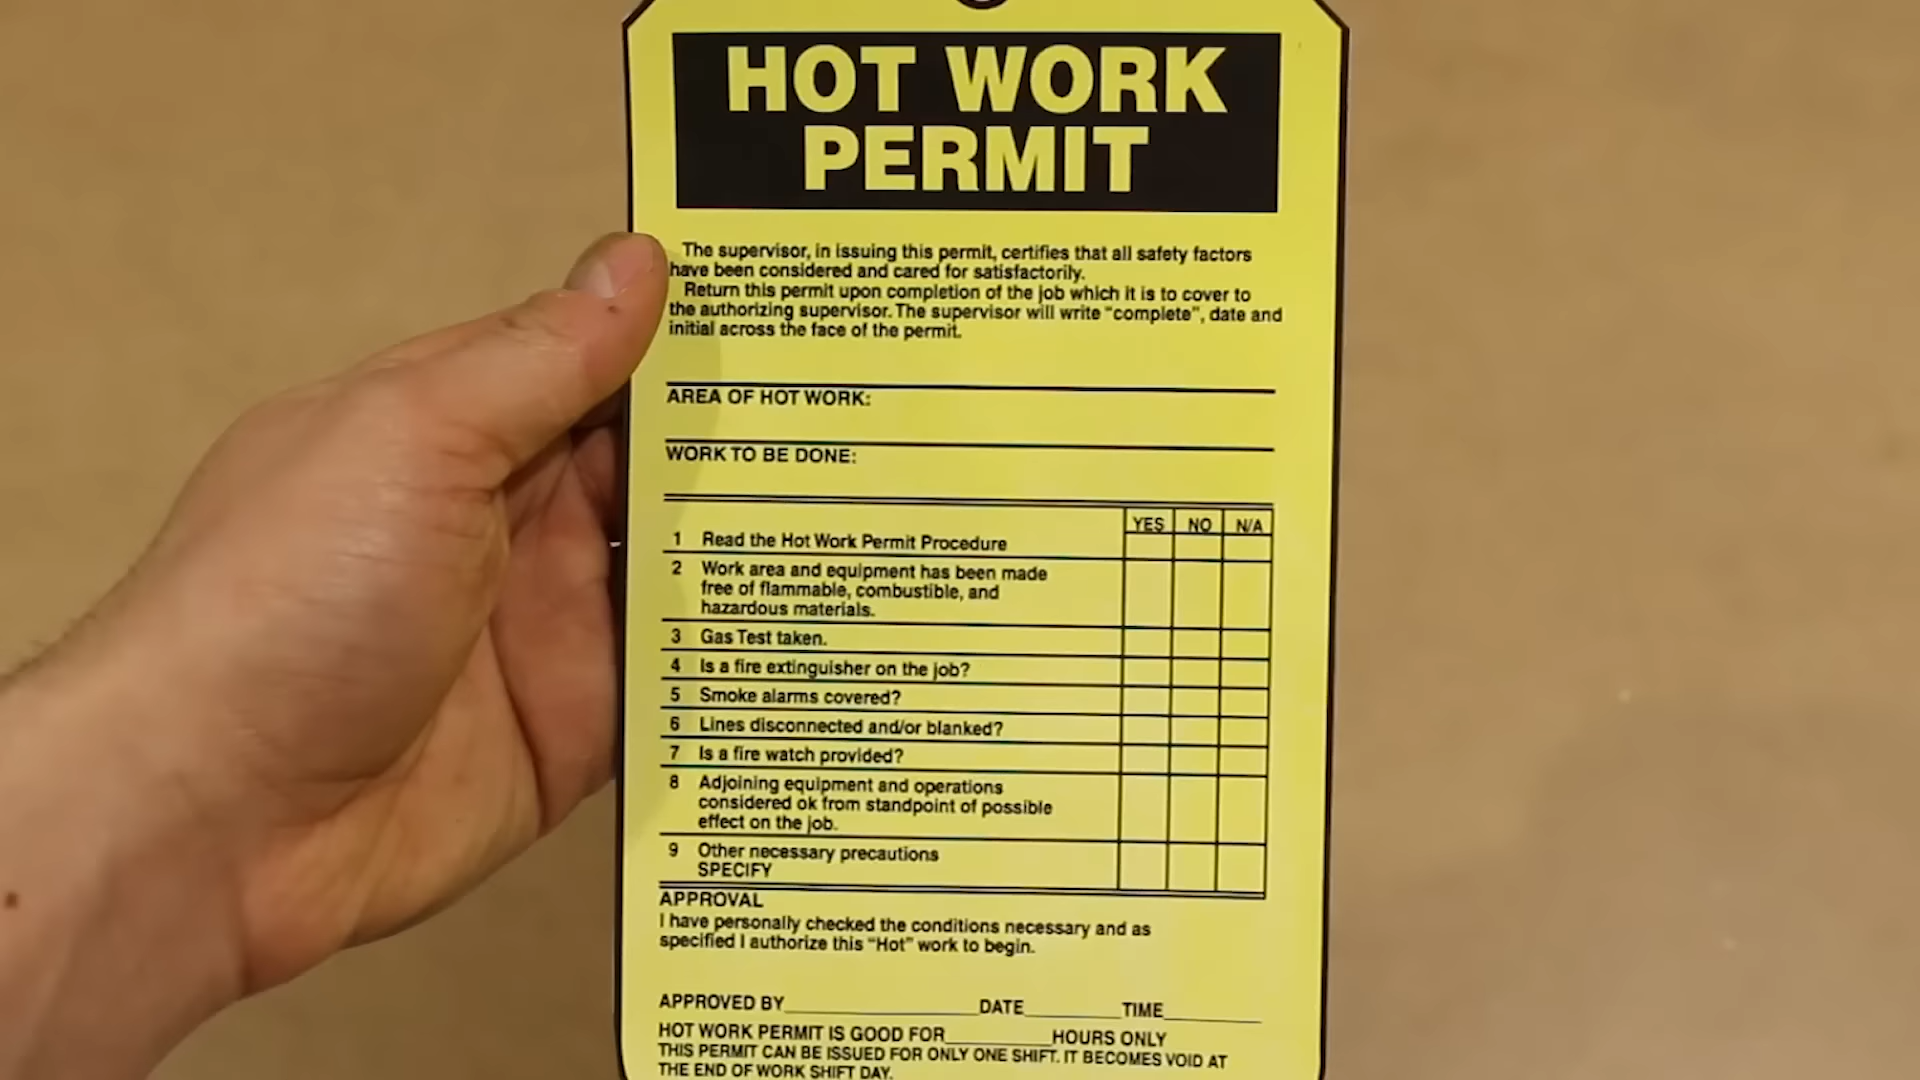 HOT WORK
PERMIT
The supervisor, in issuing this permit, certifies that all safety factors
have been considered and cared for satisfactorily.
Return this permit upon completion of the job which it is to cover to
the authorizing supervisor. The supervisor will write "complete", date and
initial across the face of the permit.
AREA OF HOT WORK:
WORK TO BE DONE:
YES NO N/A
1 Read the Hot Work Permit Procedure
2 Work area and equipment has been made
free of flammable, combustible, and
hazardous materials.
3 Gas Test taken.
4 Is a fire extinguisher on the job?
5 Smoke alarms covered?
6 Lines disconnected and/or blanked?
7 Is a fire watch provided?
8 Adjoining equipment and operations
considered ok from standpoint of possible
effect on the job.
9 Other necessary precautions
SPECIFY
APPROVAL
I have personally checked the conditions necessary and as
specified I authorize this "Hot" work to begin.
APPROVED BY____________DATE______TIME______
HOT WORK PERMIT IS GOOD FOR_______HOURS ONLY
THIS PERMIT CAN BE ISSUED FOR ONLY ONE SHIFT. IT BECOMES VOID AT
THE END OF WORK SHIFT DAY.